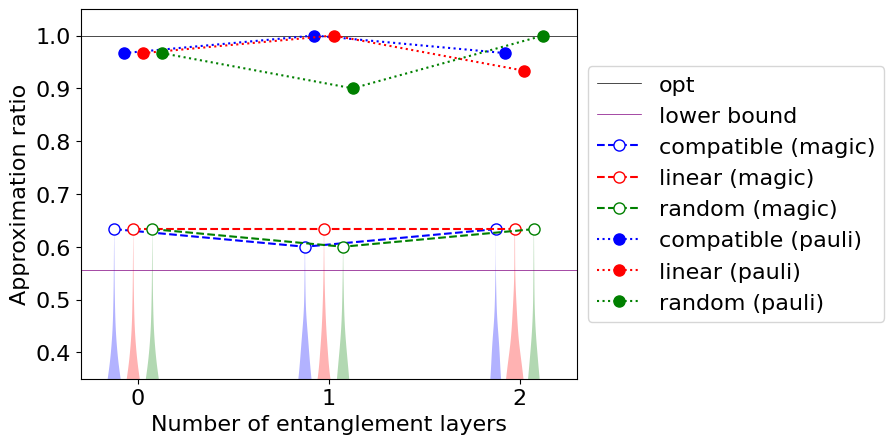 1.0
0.9
0.8
0.7
0.6
0.5
0.4
Approximation ratio
0 1 2
Number of entanglement layers
opt
lower bound
compatible (magic)
linear (magic)
random (magic)
compatible (pauli)
linear (pauli)
random (pauli)